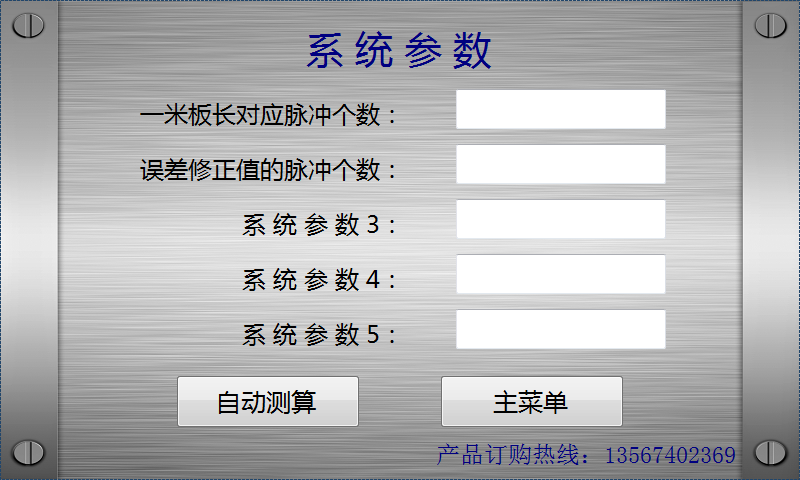 系统参数
一米板长对应脉冲个数：
误差修正值的脉冲个数：
系统参数3：
系统参数4：
系统参数5：
自动测算 主菜单
产品订购热线：13567402369